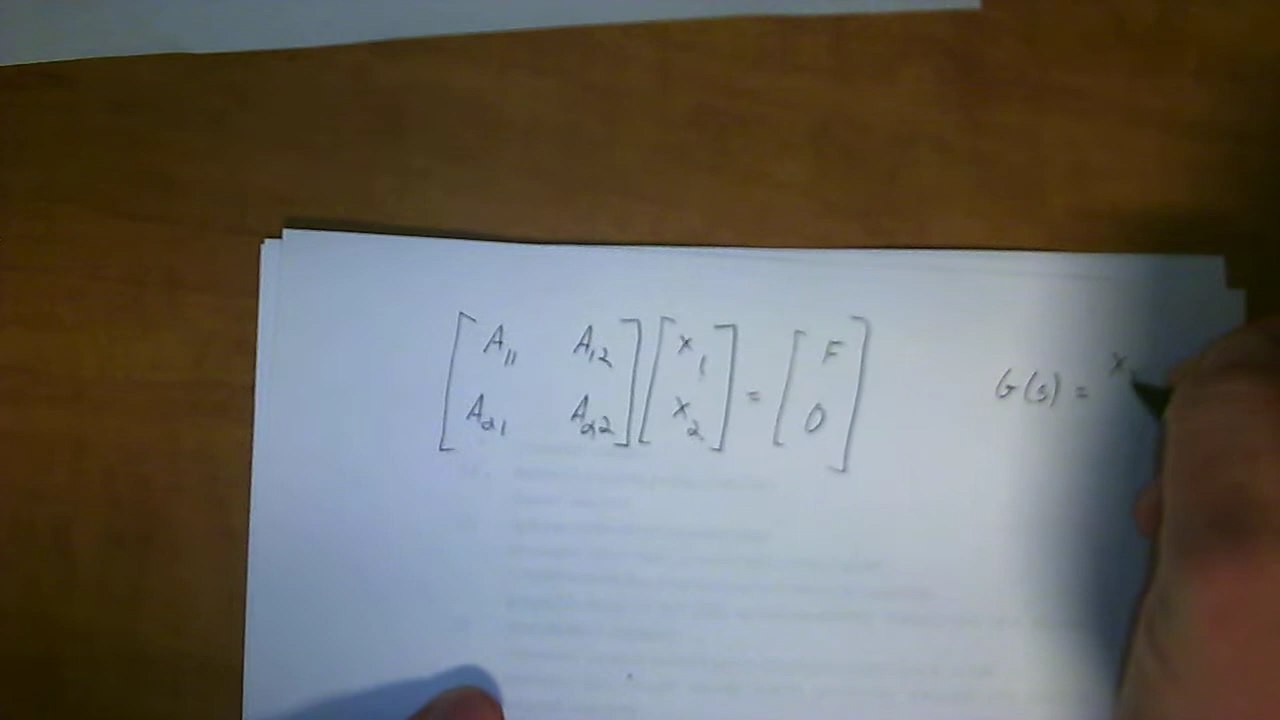 [ A₁₁ A₁₂ ] [ x₁ ] = [ F ] G(s) = x
[ A₂₁ A₂₂ ] [ x₂ ] [ 0 ]